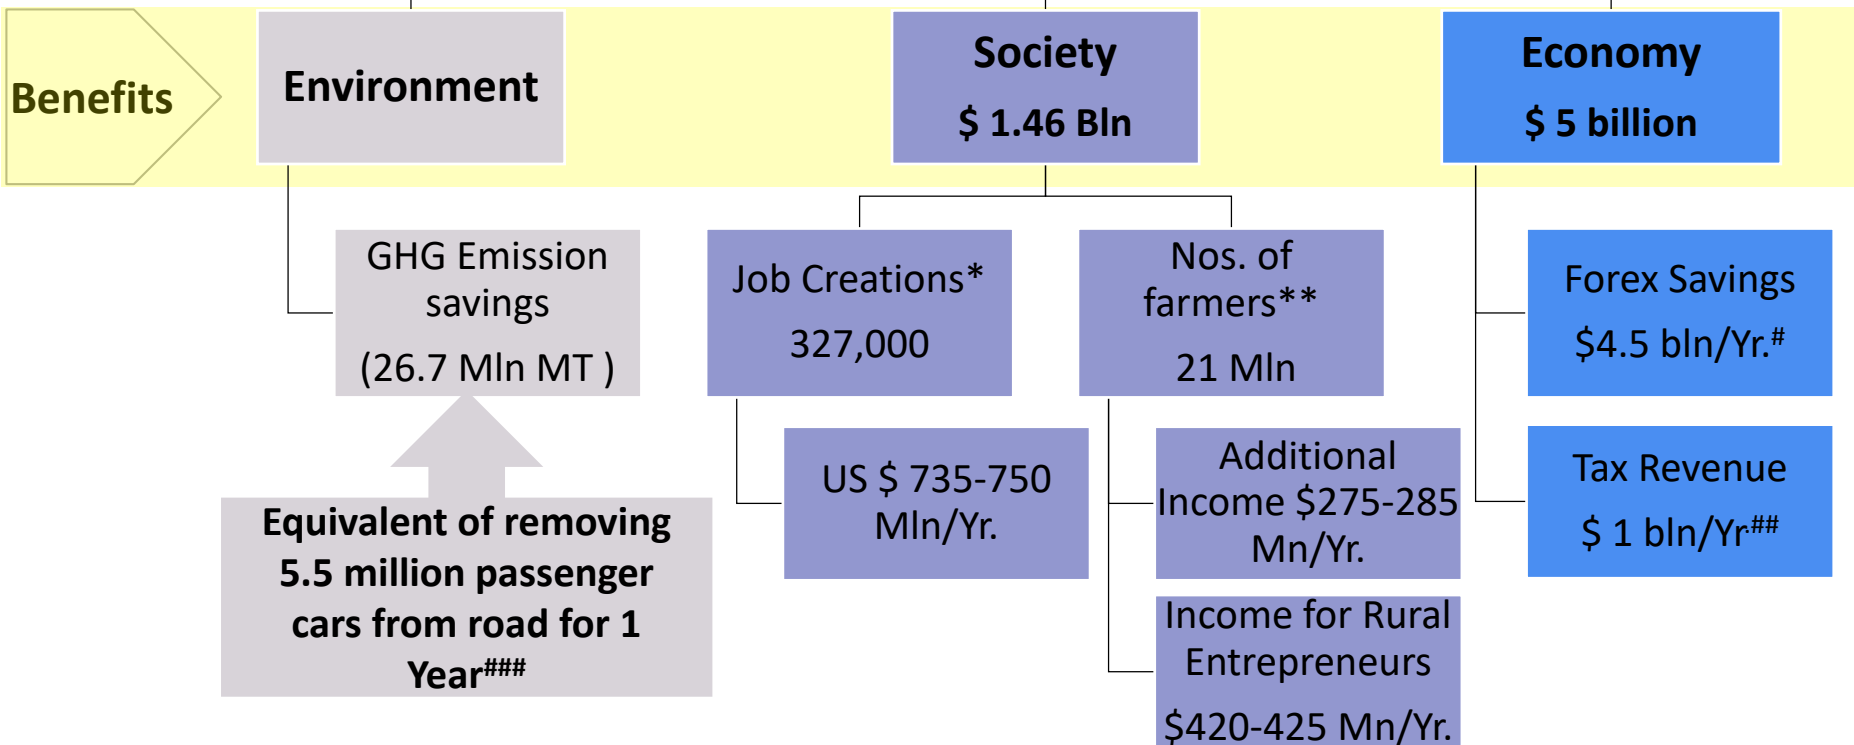 Benefits
Environment
Society
$ 1.46 Bln
Economy
$ 5 billion
GHG Emission
savings
(26.7 Mln MT )
Equivalent of removing
5.5 million passenger
cars from road for 1
Year###
Job Creations*
327,000
US $ 735-750
Mln/Yr.
Nos. of
farmers**
21 Mln
Additional
Income $275-285
Mn/Yr.
Income for Rural
Entrepreneurs
$420-425 Mn/Yr.
Forex Savings
$4.5 bln/Yr.#
Tax Revenue
$ 1 bln/Yr.##